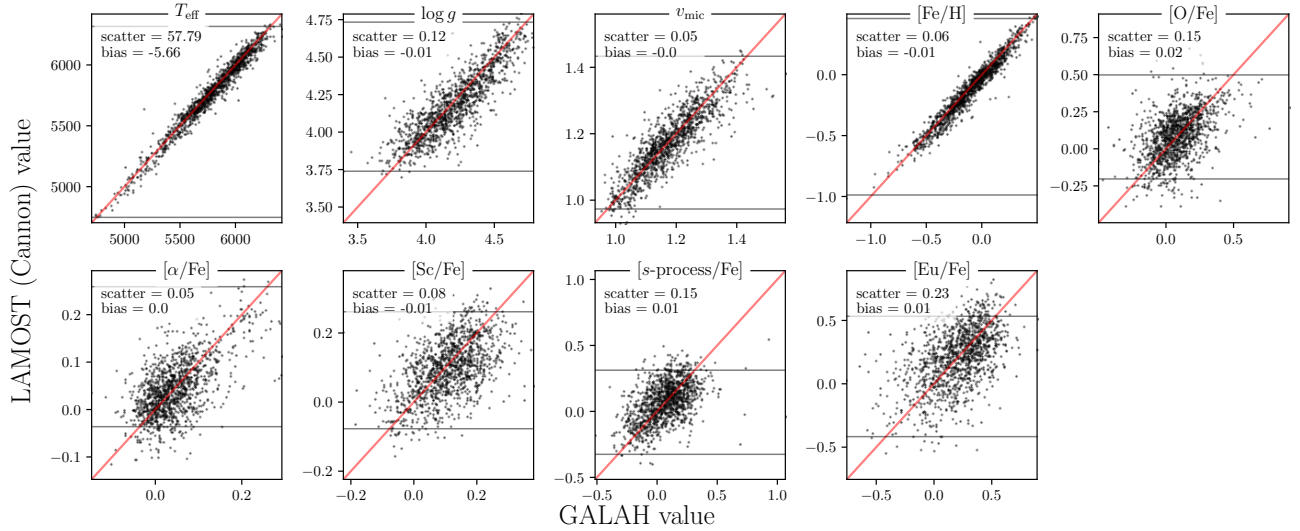 T_eff
scatter = 57.79
bias = -5.66
6000
5500
5000
5000
5500
6000
log g
scatter = 0.12
bias = -0.01
4.75
4.50
4.25
4.00
3.75
3.50
3.5
4.0
4.5
v_mic
scatter = 0.05
bias = -0.0
1.4
1.2
1.0
1.0
1.2
1.4
[Fe/H]
scatter = 0.06
bias = -0.01
0.0
−0.5
−1.0
−1.0
−0.5
0.0
[O/Fe]
scatter = 0.15
bias = 0.02
0.75
0.50
0.25
0.00
−0.25
0.0
0.5
LAMOST (Cannon) value
[α/Fe]
scatter = 0.05
bias = 0.0
0.2
0.1
0.0
−0.1
0.0
0.2
[Sc/Fe]
scatter = 0.08
bias = -0.01
0.2
0.0
−0.2
−0.2
0.0
0.2
[s-process/Fe]
scatter = 0.15
bias = 0.01
1.0
0.5
0.0
−0.5
−0.5
0.0
0.5
1.0
[Eu/Fe]
scatter = 0.23
bias = 0.01
0.5
0.0
−0.5
−0.5
0.0
0.5
GALAH value